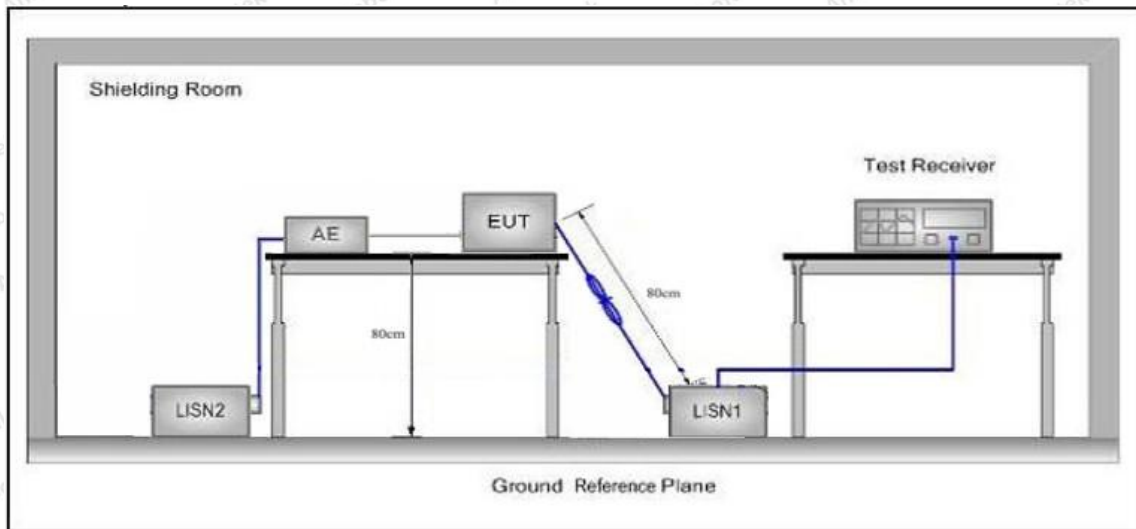 Shielding Room
Test Receiver
EUT
AE
80cm
80cm
LISN2
LISN1
Ground Reference Plane